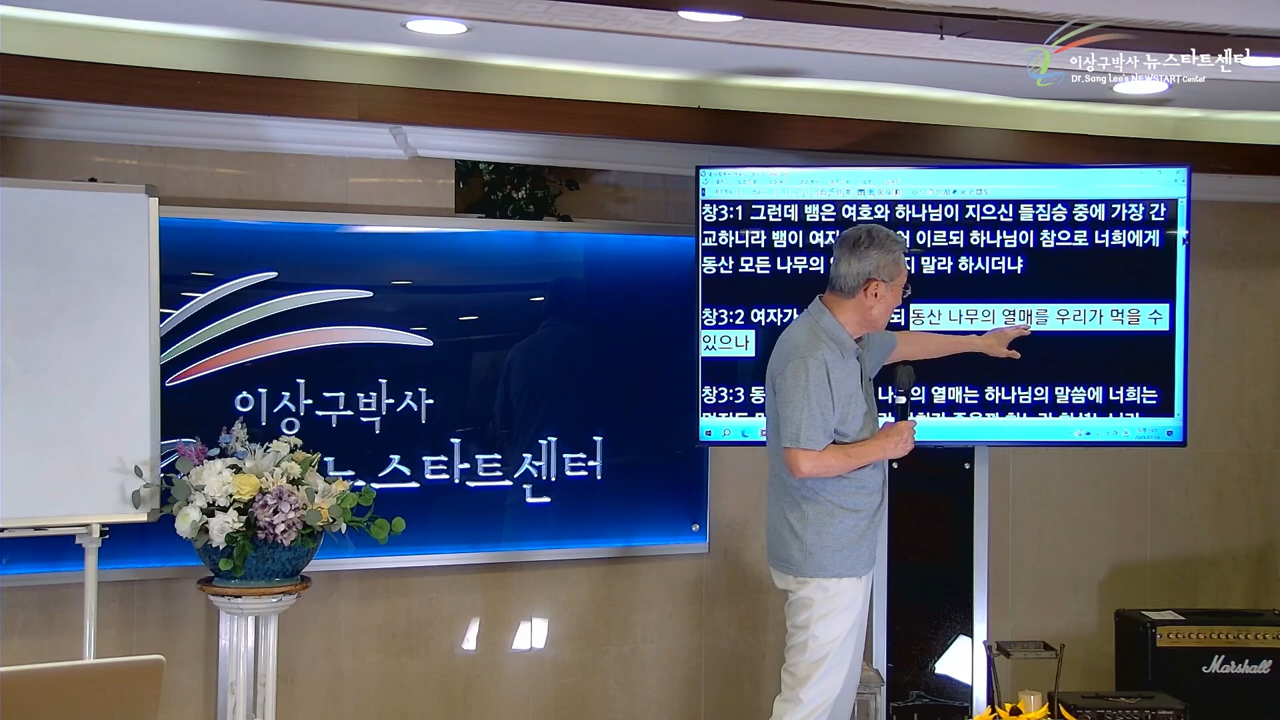 이상구박사 뉴스타트센터
Dr. Sang Lee's NEWSTART Center
창3:1 그런데 뱀은 여호와 하나님이 지으신 들짐승 중에 가장 간
교하니라 뱀이 이르되 하나님이 참으로 너희에게
동산 모든 나무의 말라 하시더냐
창3:2 여자가 동산 나무의 열매를 우리가 먹을 수
있으나
창3:3 동 열매는 하나님의 말씀에 너희는
이상구박사
뉴스타트센터
Marshall